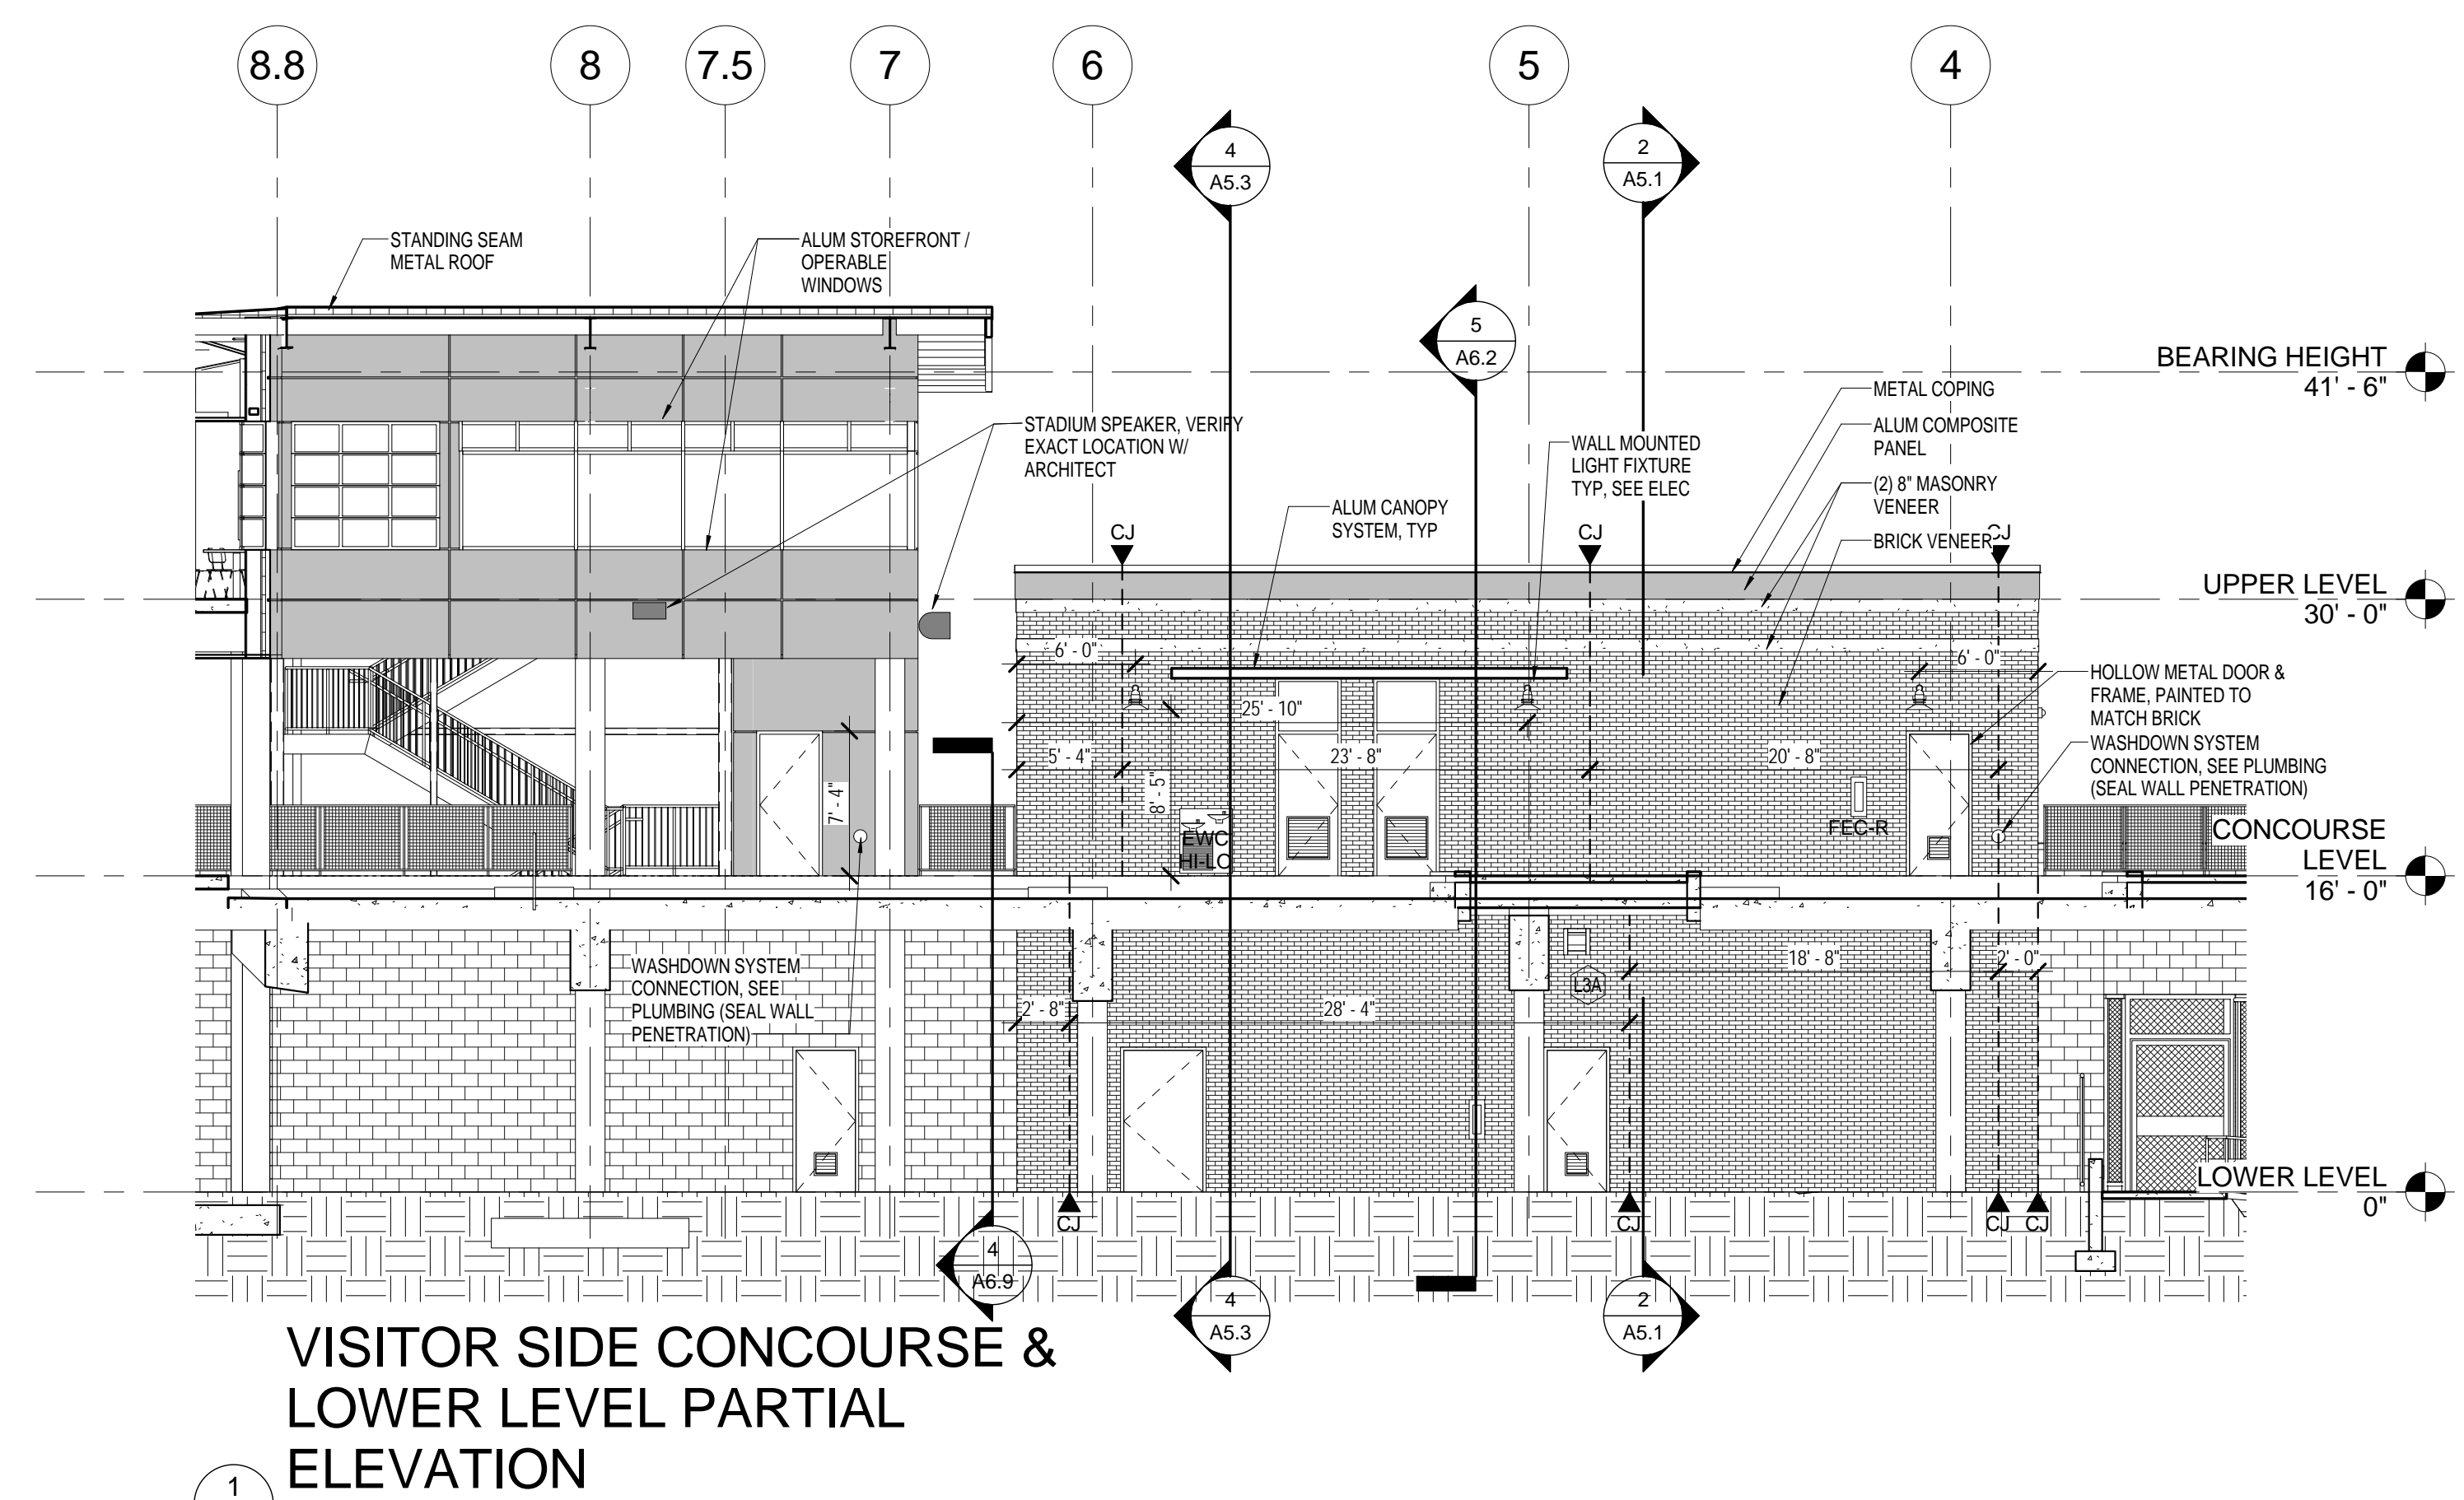 8.8
8
7.5
7
6
5
4
4
A5.3
2
A5.1
STANDING SEAM
METAL ROOF
ALUM STOREFRONT /
OPERABLE
WINDOWS
5
A6.2
BEARING HEIGHT
41' - 6"
METAL COPING
STADIUM SPEAKER, VERIFY
EXACT LOCATION W/
ARCHITECT
ALUM COMPOSITE
PANEL
WALL MOUNTED
LIGHT FIXTURE
TYP, SEE ELEC
(2) 8" MASONRY
VENEER
ALUM CANOPY
SYSTEM, TYP
CJ
CJ
BRICK VENEER
CJ
UPPER LEVEL
30' - 0"
6' - 0"
6' - 0"
HOLLOW METAL DOOR &
FRAME, PAINTED TO
MATCH BRICK
25' - 10"
5' - 4"
23' - 8"
20' - 8"
WASHDOWN SYSTEM
CONNECTION, SEE PLUMBING
(SEAL WALL PENETRATION)
7' - 4"
8' - 5"
EWC
HI-LO
FEC-R
CONCOURSE
LEVEL
16' - 0"
WASHDOWN SYSTEM
CONNECTION, SEE
PLUMBING (SEAL WALL
PENETRATION)
18' - 8"
2' - 0"
L3A
2' - 8"
28' - 4"
LOWER LEVEL
0"
CJ
CJ
CJ
CJ
4
A6.9
4
A5.3
2
A5.1
VISITOR SIDE CONCOURSE &
LOWER LEVEL PARTIAL
ELEVATION
1